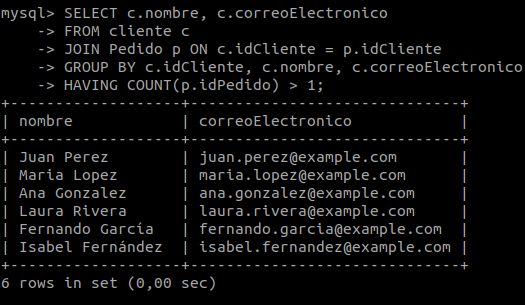 mysql> SELECT c.nombre, c.correoElectronico
    -> FROM cliente c
    -> JOIN Pedido p ON c.idCliente = p.idCliente
    -> GROUP BY c.idCliente, c.nombre, c.correoElectronico
    -> HAVING COUNT(p.idPedido) > 1;
+-------------------+------------------------------+
| nombre            | correoElectronico            |
+-------------------+------------------------------+
| Juan Perez        | juan.perez@example.com       |
| Maria Lopez       | maria.lopez@example.com      |
| Ana Gonzalez      | ana.gonzalez@example.com     |
| Laura Rivera      | laura.rivera@example.com     |
| Fernando García   | fernando.garcia@example.com  |
| Isabel Fernández  | isabel.fernandez@example.com |
+-------------------+------------------------------+
6 rows in set (0,00 sec)